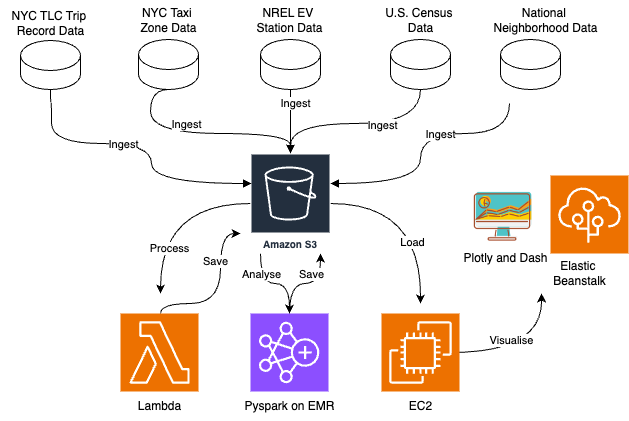 NYC TLC Trip
Record Data
NYC Taxi
Zone Data
NREL EV
Station Data
U.S. Census
Data
National
Neighborhood Data
Ingest
Ingest
Ingest
Ingest
Ingest
Amazon S3
Process
Save
Analyse
Save
Load
Plotly and Dash
Elastic
Beanstalk
Visualise
Lambda
Pyspark on EMR
EC2